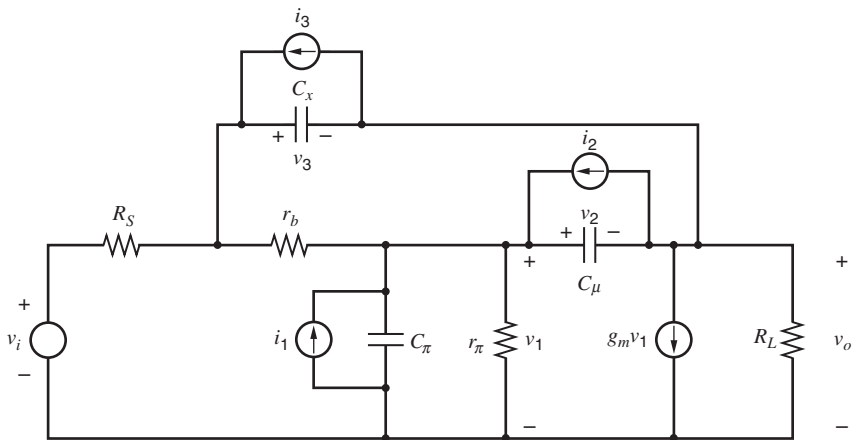 i3
Cx
+ −
v3
i2
RS
rb
v2
+ −
+
Cμ
+
+
vi
−
i1
Cπ
rπ
v1
gmv1
RL
vo
−
−